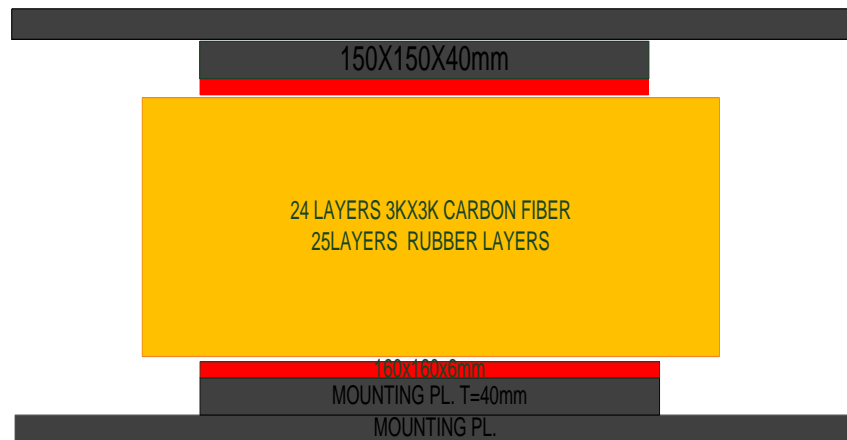 150X150X40mm
24 LAYERS 3KX3K CARBON FIBER
25LAYERS RUBBER LAYERS
160x160x6mm
MOUNTING PL. T=40mm
MOUNTING PL.